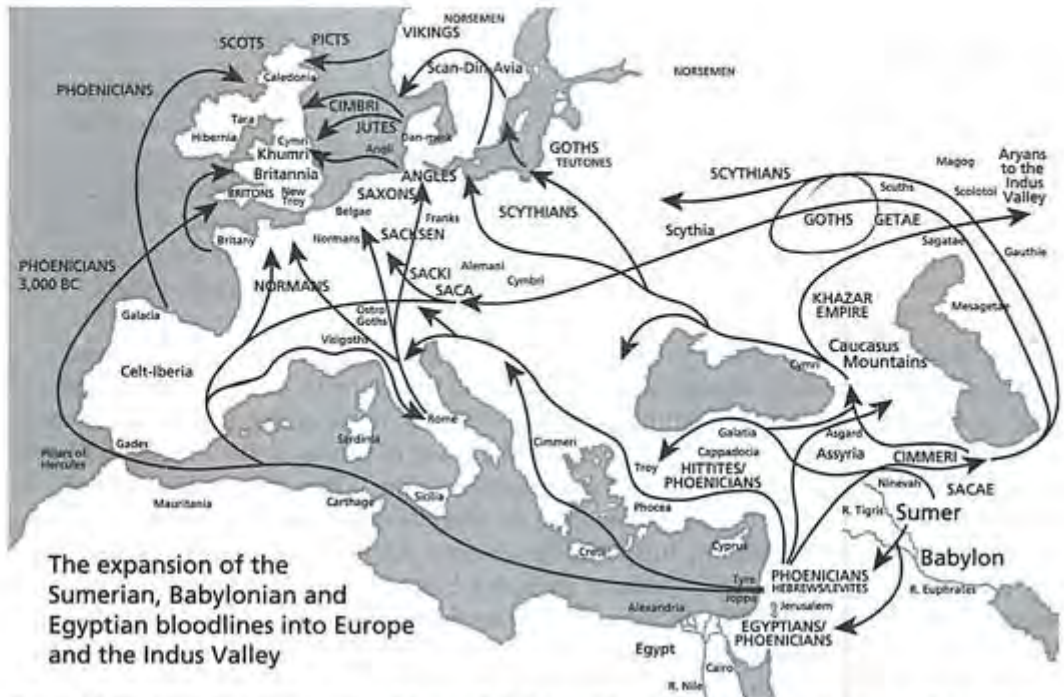 NORSEMEN
VIKINGS
SCOTS
PICTS
Scan-Din-Avia
NORSEMEN
Caledonia
PHOENICIANS
CIMBRI
Tara
JUTES
Dan-mark
Hibernia
Cymri
Angli
GOTHS
TEUTONES
Khumri
Britannia
ANGLES
BRITONS
New
Troy
SAXONS
Belgae
Franks
SCYTHIANS
SCYTHIANS
Magog
Aryans
to the
Indus
Valley
Scuths
Scolotoi
GOTHS
GETAE
Scythia
Sagatae
Gauthie
Britany
Normans
SACKSEN
PHOENICIANS
3,000 BC
NORMANS
SACKI
SACA
Alemani
Cymbri
Galacia
Ostro
Goths
Visigoths
KHAZAR
EMPIRE
Mesagetae
Caucasus
Mountains
Cymri
Celt-Iberia
Rome
Sardinia
Gades
Pillars of
Hercules
Cimmeri
Troy
Galatia
Cappadocia
HITTITES/
PHOENICIANS
Asgard
Assyria
CIMMERI
Ninevah
SACAE
Mauritania
Carthage
Sicilia
Phocea
R. Tigris
Sumer
Crete
Cyprus
Babylon
Tyre
Joppa
PHOENICIANS
HEBREWS/LEVITES
R. Euphrates
Alexandria
Jerusalem
EGYPTIANS/
PHOENICIANS
Egypt
Cairo
R. Nile
The expansion of the
Sumerian, Babylonian and
Egyptian bloodlines into Europe
and the Indus Valley